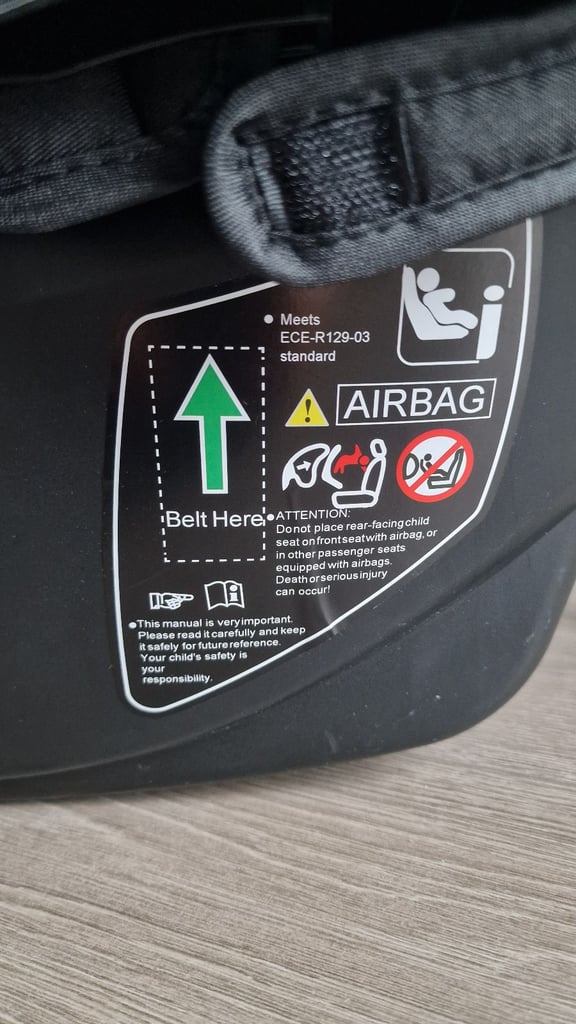 • Meets
ECE-R129-03
standard
AIRBAG
Belt Here
• ATTENTION:
Do not place rear-facing child
seat on front seat with airbag, or
in other passenger seats
equipped with airbags.
Death or serious injury
can occur!
• This manual is very important.
Please read it carefully and keep
it safely for future reference.
Your child's safety is
your
responsibility.